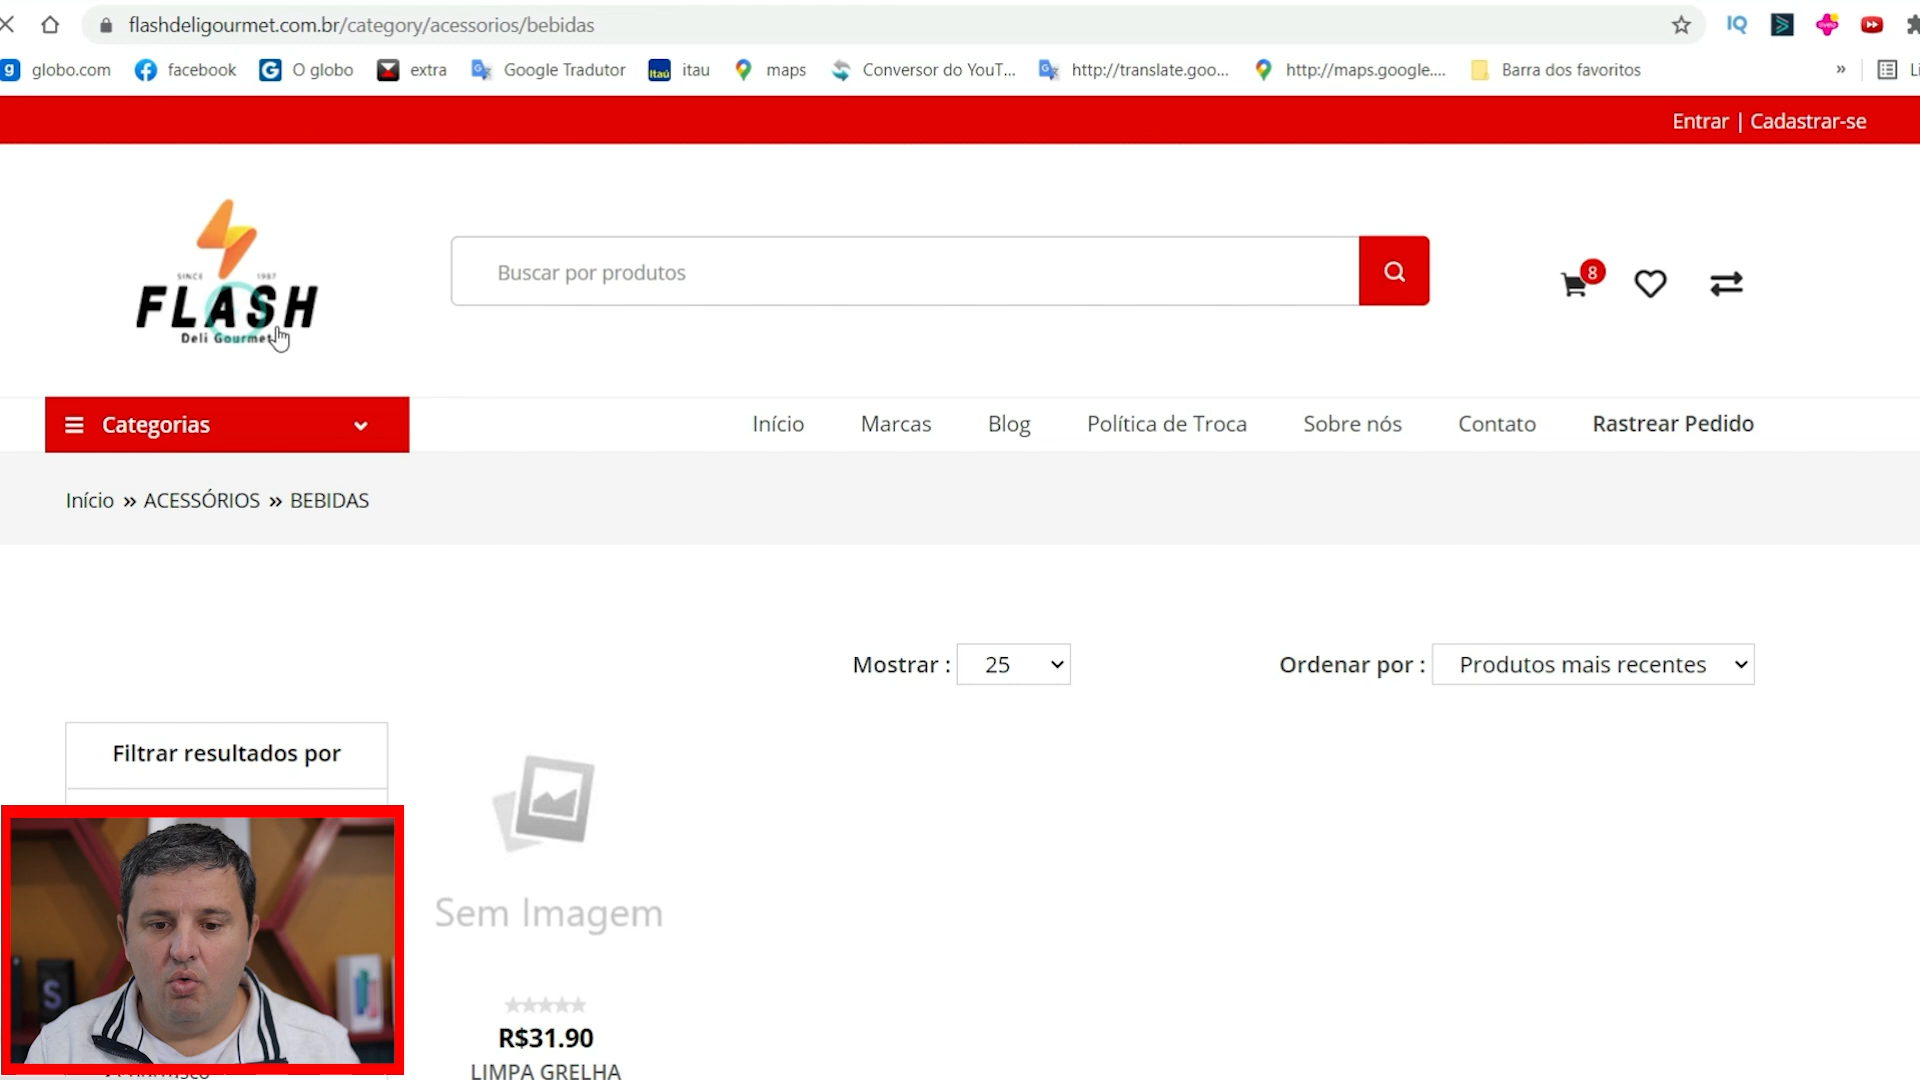 flashdeligourmet.com.br/category/acessorios/bebidas
IQ
globo.com
facebook
O globo
extra
Google Tradutor
itau
maps
Conversor do YouT...
http://translate.goo...
http://maps.google....
Barra dos favoritos
»
Entrar | Cadastrar-se
SINCE 1987
FLASH
Deli Gourmet
Buscar por produtos
8
Categorias
Início
Marcas
Blog
Política de Troca
Sobre nós
Contato
Rastrear Pedido
Início » ACESSÓRIOS » BEBIDAS
Mostrar : 25
Ordenar por : Produtos mais recentes
Filtrar resultados por
Sem Imagem
R$31.90
LIMPA GRELHA